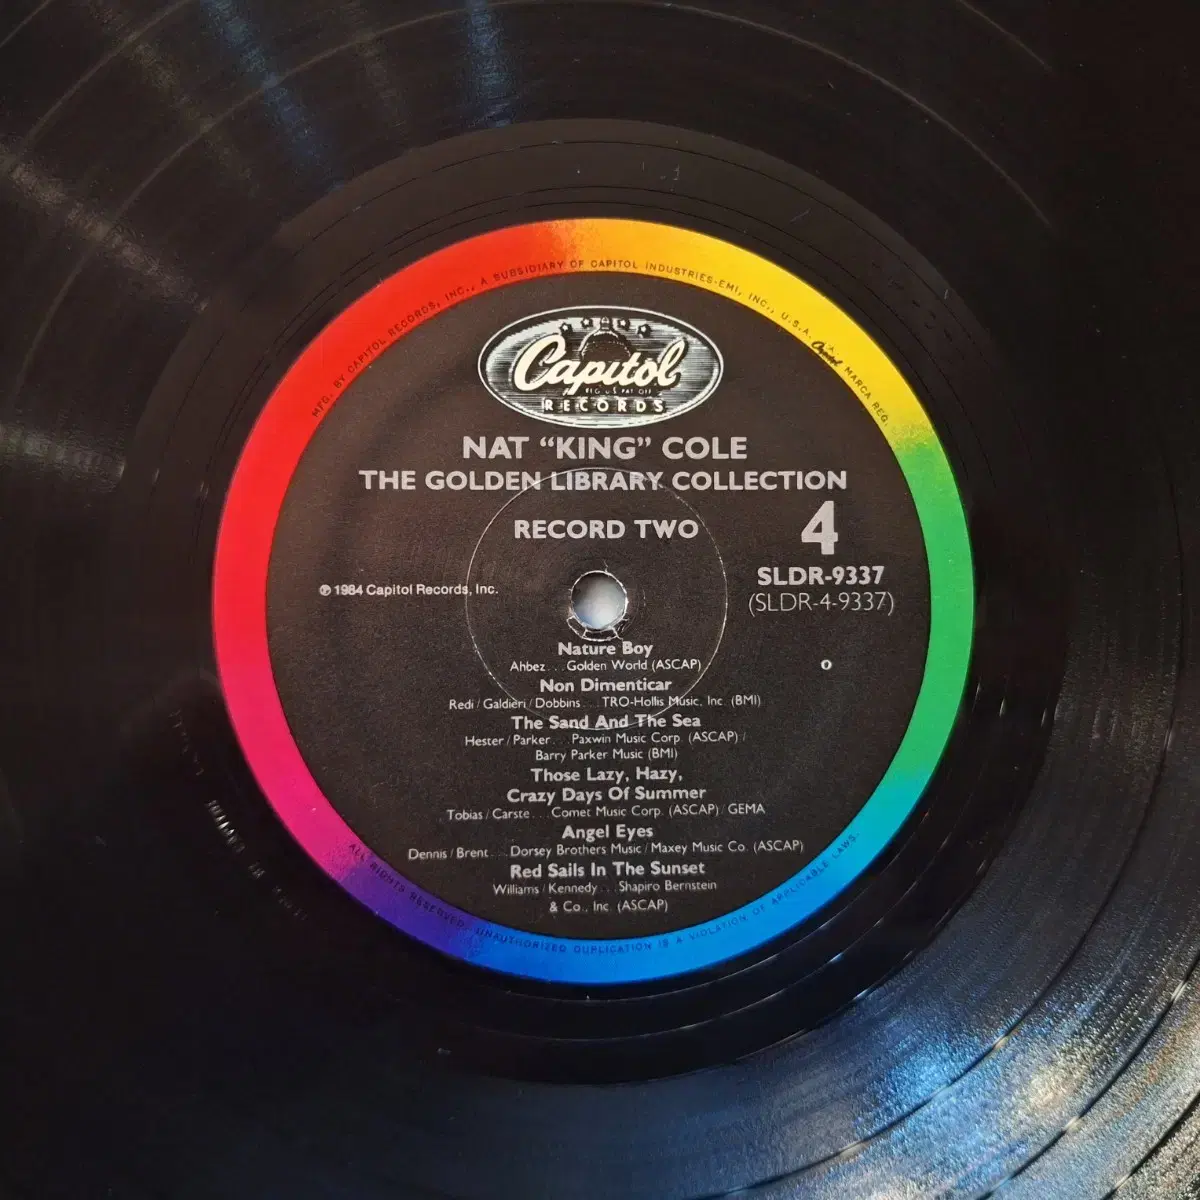 MFG. BY CAPITOL RECORDS, INC., A SUBSIDIARY OF CAPITOL INDUSTRIES-EMI, INC., U.S.A. Capitol MARCA REG.
Capitol
REG. U.S. PAT. OFF.
RECORDS
NAT “KING” COLE
THE GOLDEN LIBRARY COLLECTION
RECORD TWO
4
SLDR-9337
(SLDR-4-9337)
℗ 1984 Capitol Records, Inc.
Nature Boy
Ahbez...Golden World (ASCAP)
O
Non Dimenticar
Redi/Galdieri/Dobbins...TRO-Hollis Music, Inc. (BMI)
The Sand And The Sea
Hester/Parker...Paxwin Music Corp. (ASCAP)/
Barry Parker Music (BMI)
Those Lazy, Hazy,
Crazy Days Of Summer
Tobias/Carste...Comet Music Corp. (ASCAP)/GEMA
Angel Eyes
Dennis/Brent...Dorsey Brothers Music/Maxey Music Co. (ASCAP)
Red Sails In The Sunset
Williams/Kennedy...Shapiro Bernstein
& Co., Inc. (ASCAP)
ALL RIGHTS RESERVED. UNAUTHORIZED DUPLICATION IS A VIOLATION OF APPLICABLE LAWS.